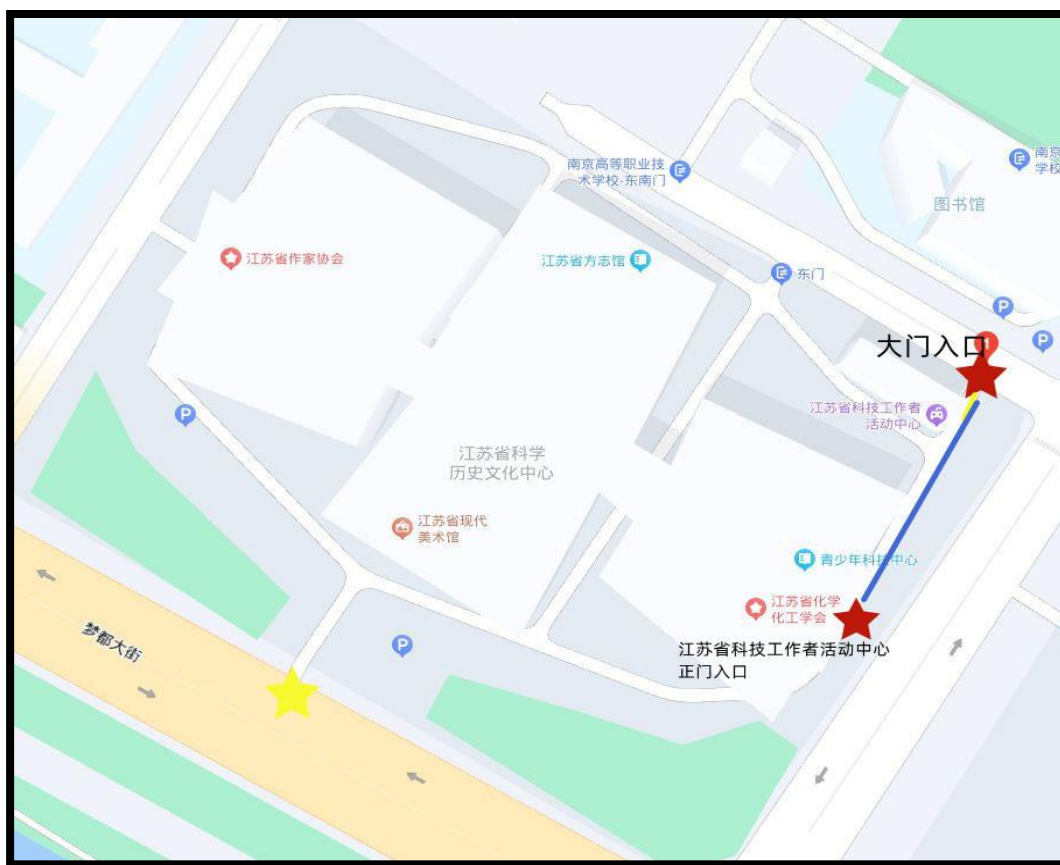 南京高等职业技
术学校-东南门
南京
学校
图书馆
江苏省作家协会
江苏省方志馆
东门
P
P
大门入口
江苏省科技工作者
活动中心
P
江苏省科学
历史文化中心
江苏省现代
美术馆
青少年科技中心
江苏省化学
化工学会
江苏省科技工作者活动中心
正门入口
P
梦都大街